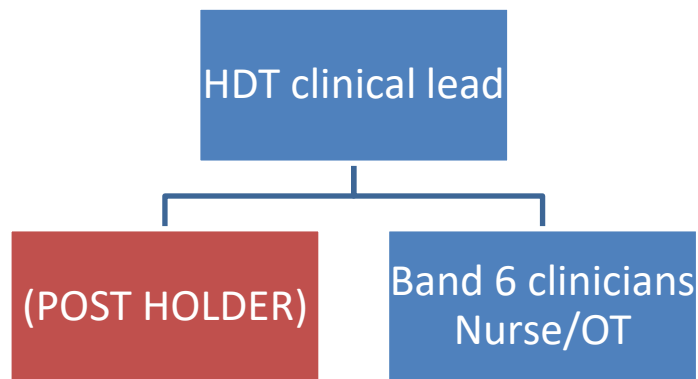 HDT clinical lead
(POST HOLDER)
Band 6 clinicians
Nurse/OT